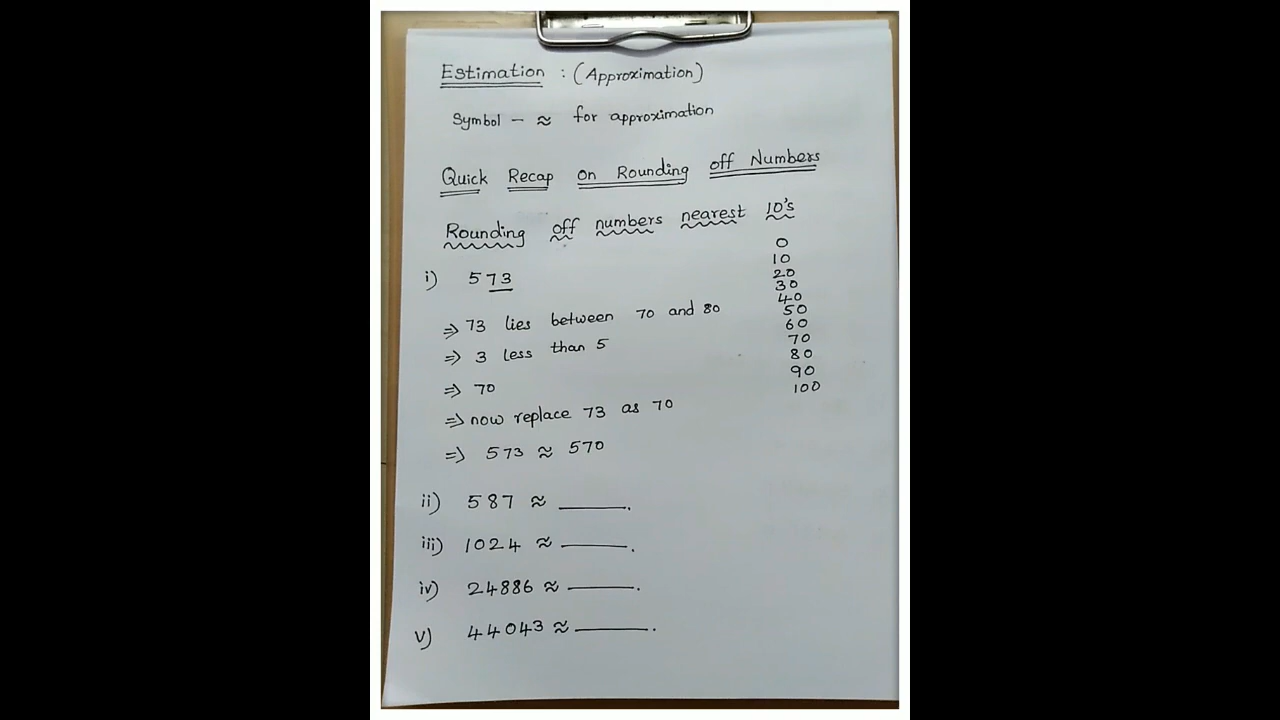 Estimation : (Approximation)
Symbol - ≈ for approximation
Quick Recap on Rounding off Numbers
Rounding off numbers nearest 10's
0
10
20
30
40
50
60
70
80
90
100
i) 573
⇒ 73 lies between 70 and 80
⇒ 3 less than 5
⇒ 70
⇒ now replace 73 as 70
⇒ 573 ≈ 570
ii) 587 ≈ ______.
iii) 1024 ≈ ______.
iv) 24886 ≈ ______.
v) 44043 ≈ ______.